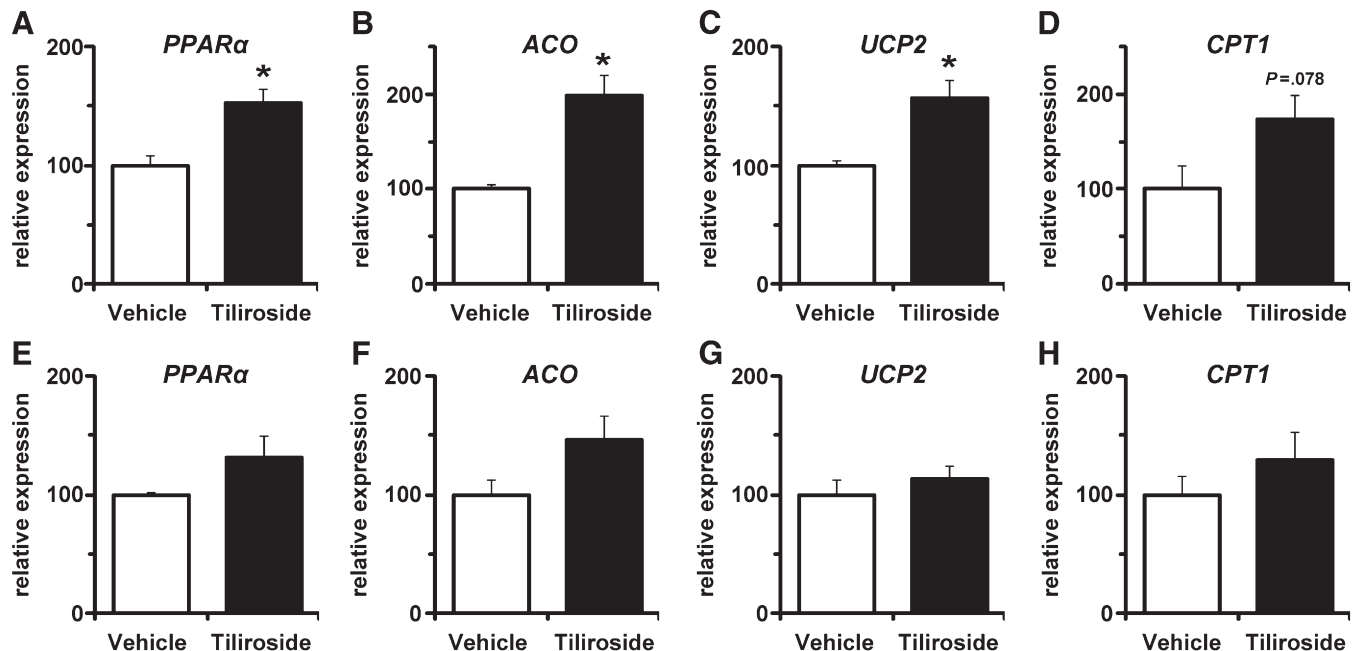 A
PPARα
200
100
0
relative expression
*
Vehicle
Tiliroside
B
ACO
200
100
0
relative expression
*
Vehicle
Tiliroside
C
UCP2
200
100
0
relative expression
*
Vehicle
Tiliroside
D
CPT1
200
100
0
relative expression
P=.078
Vehicle
Tiliroside
E
PPARα
200
100
0
relative expression
Vehicle
Tiliroside
F
ACO
200
100
0
relative expression
Vehicle
Tiliroside
G
UCP2
200
100
0
relative expression
Vehicle
Tiliroside
H
CPT1
200
100
0
relative expression
Vehicle
Tiliroside